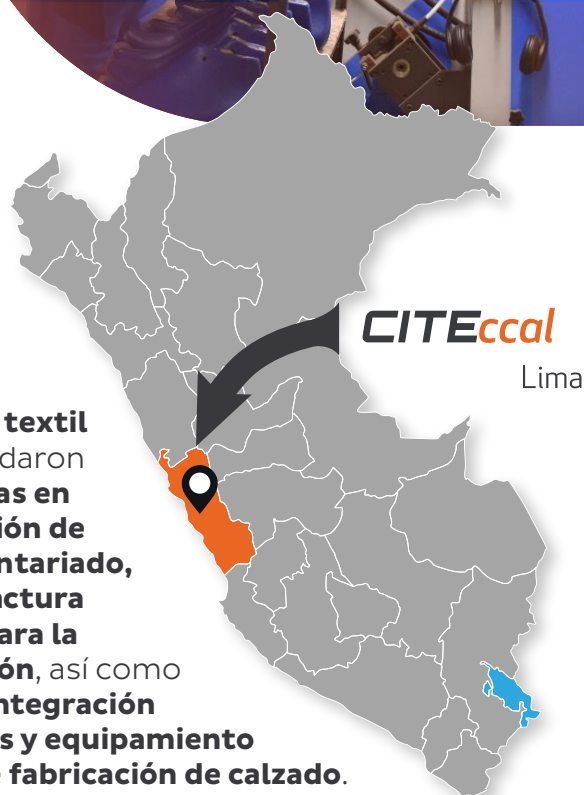 CITEccal
Lima
textil
daron
as en
ión de
ntariado,
actura
ara la
ón, así como
ntegración
s y equipamiento
fabricación de calzado.